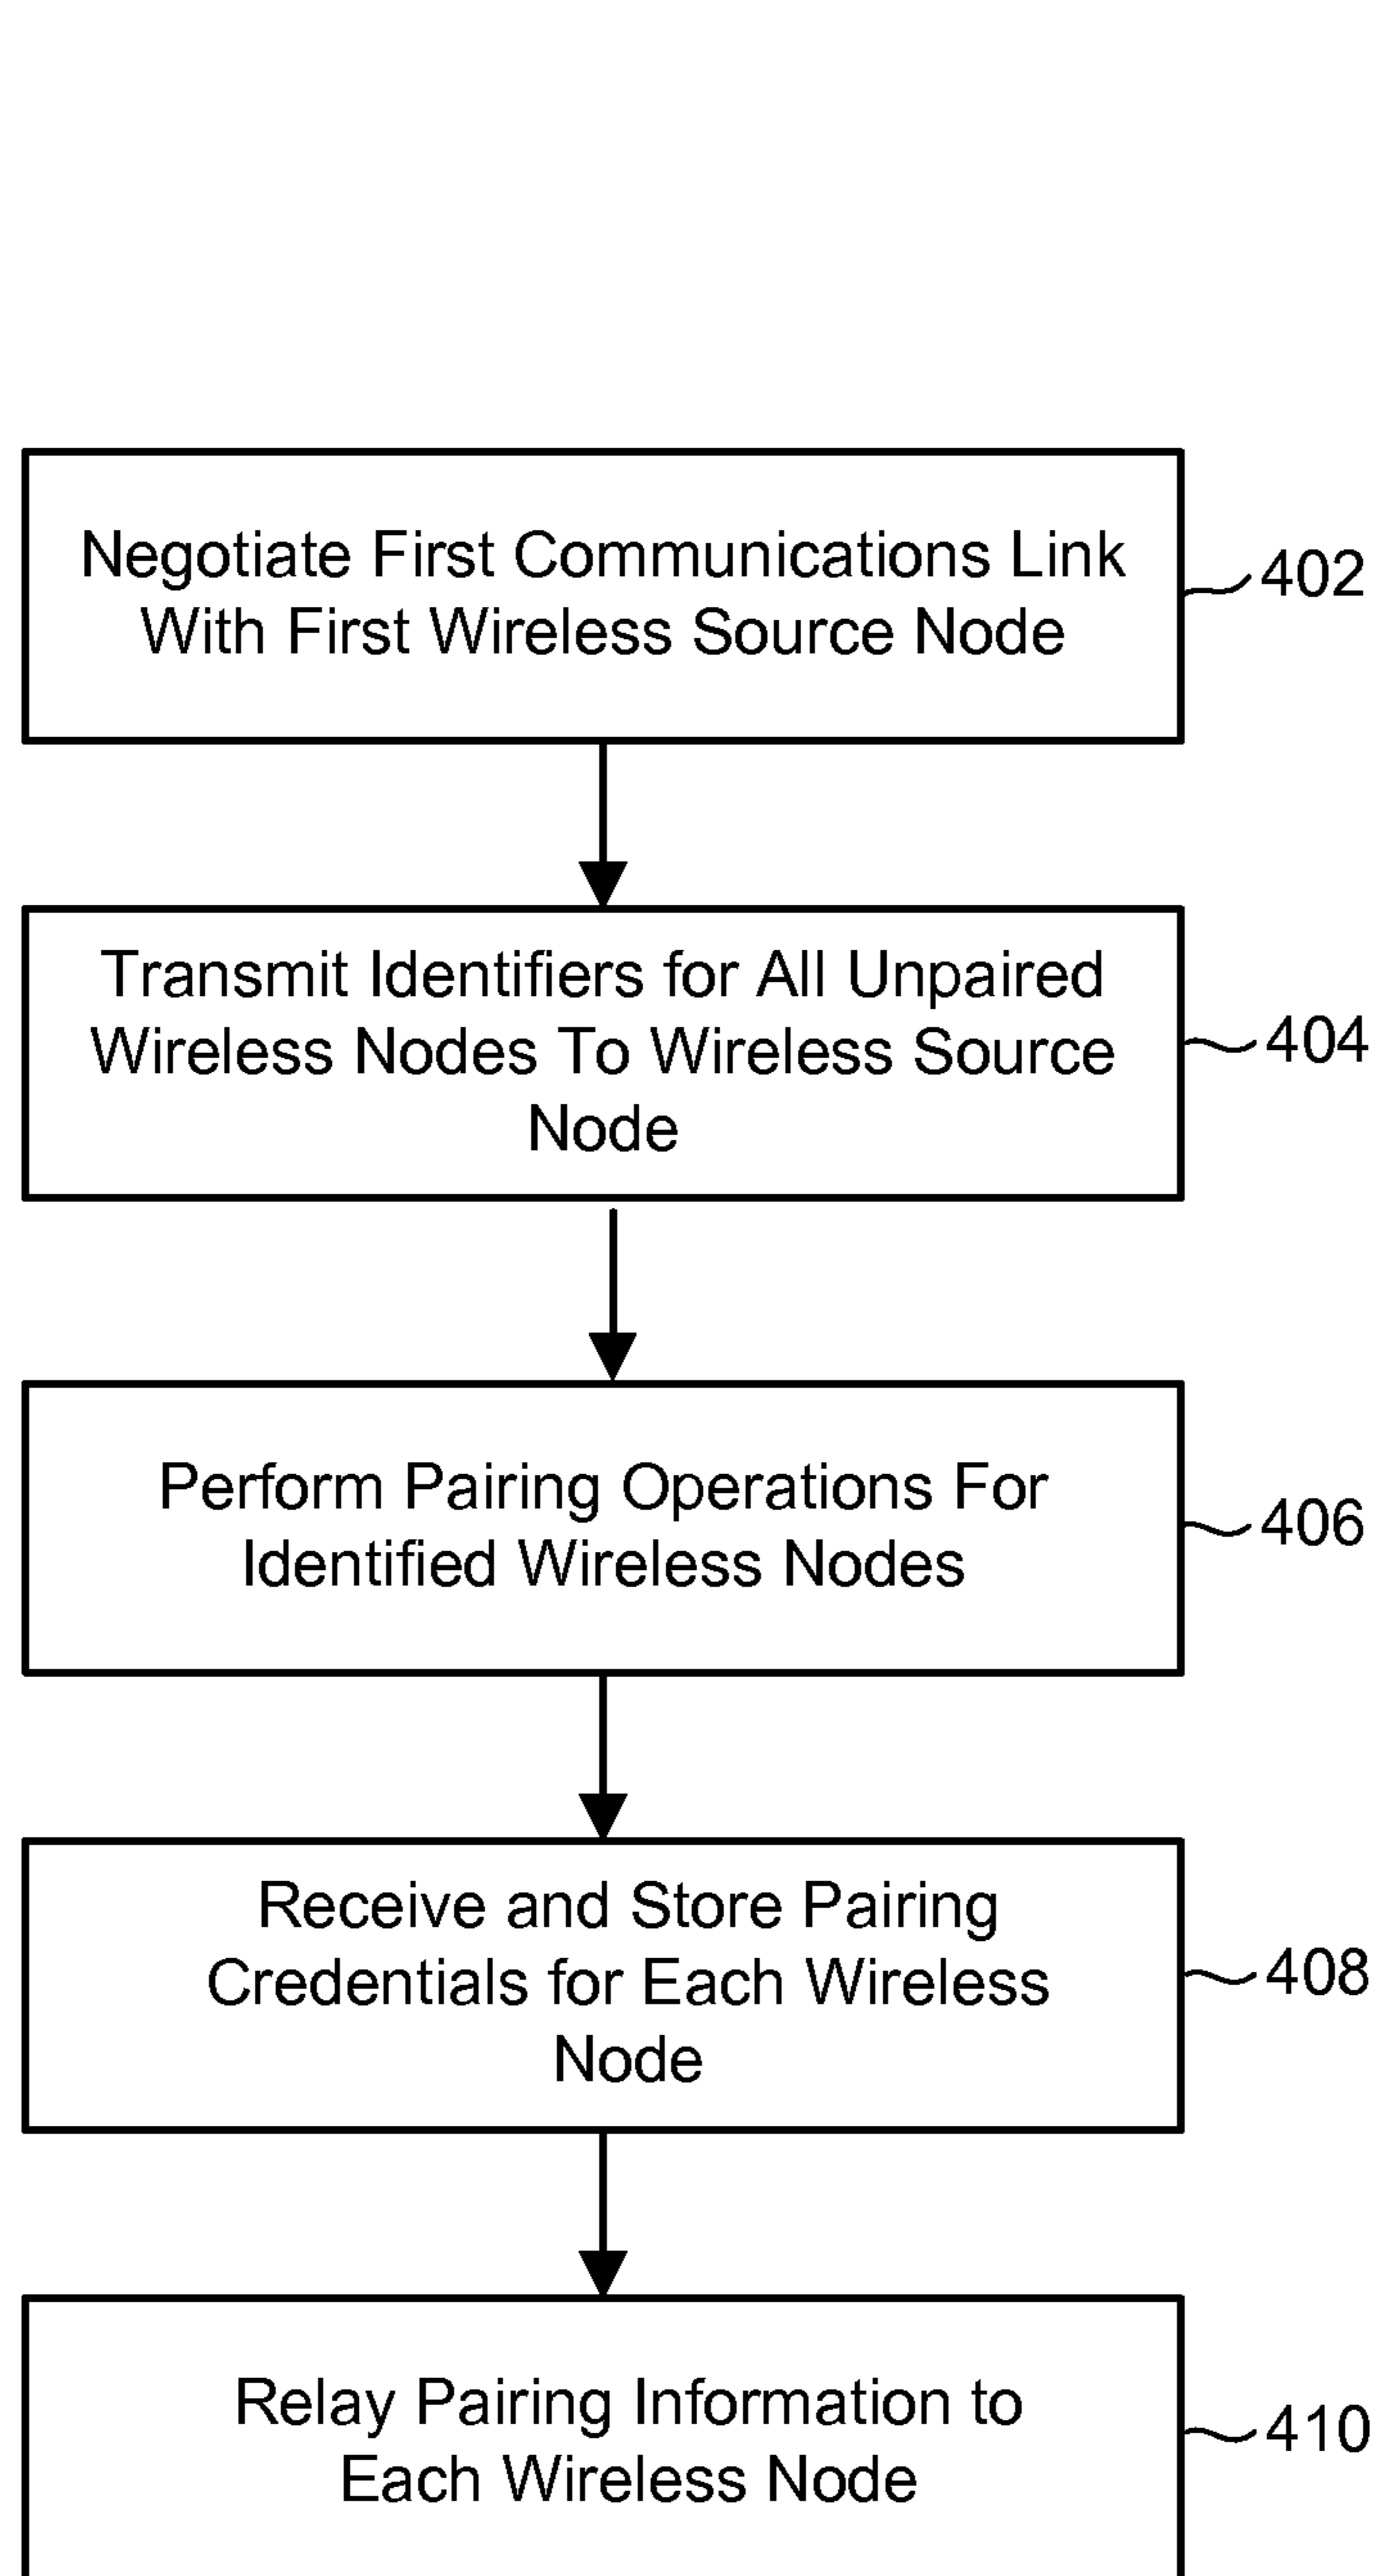 Negotiate First Communications Link
With First Wireless Source Node
402
Transmit Identifiers for All Unpaired
Wireless Nodes To Wireless Source
Node
404
Perform Pairing Operations For
Identified Wireless Nodes
406
Receive and Store Pairing
Credentials for Each Wireless
Node
408
Relay Pairing Information to
Each Wireless Node
410